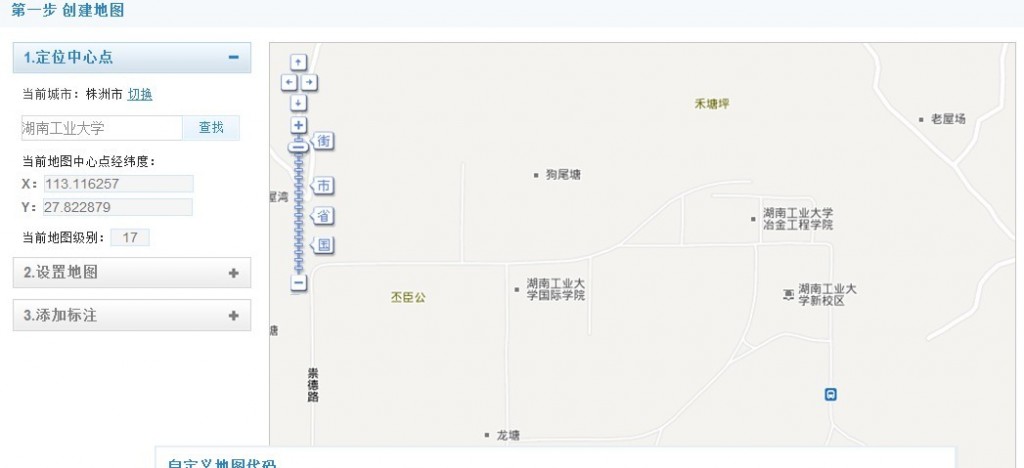 第一步 创建地图
1.定位中心点
当前城市：株洲市 切换
湖南工业大学 查找
当前地图中心点经纬度：
X：113.116257
Y：27.822879
当前地图级别：17
2.设置地图
3.添加标注
街
市
省
国
禾塘坪
老屋场
狗尾塘
屋湾
湖南工业大学
冶金工程学院
湖南工业大
学国际学院
湖南工业大
学新校区
丕臣公
塘
崇德路
龙塘
自定义地图代码